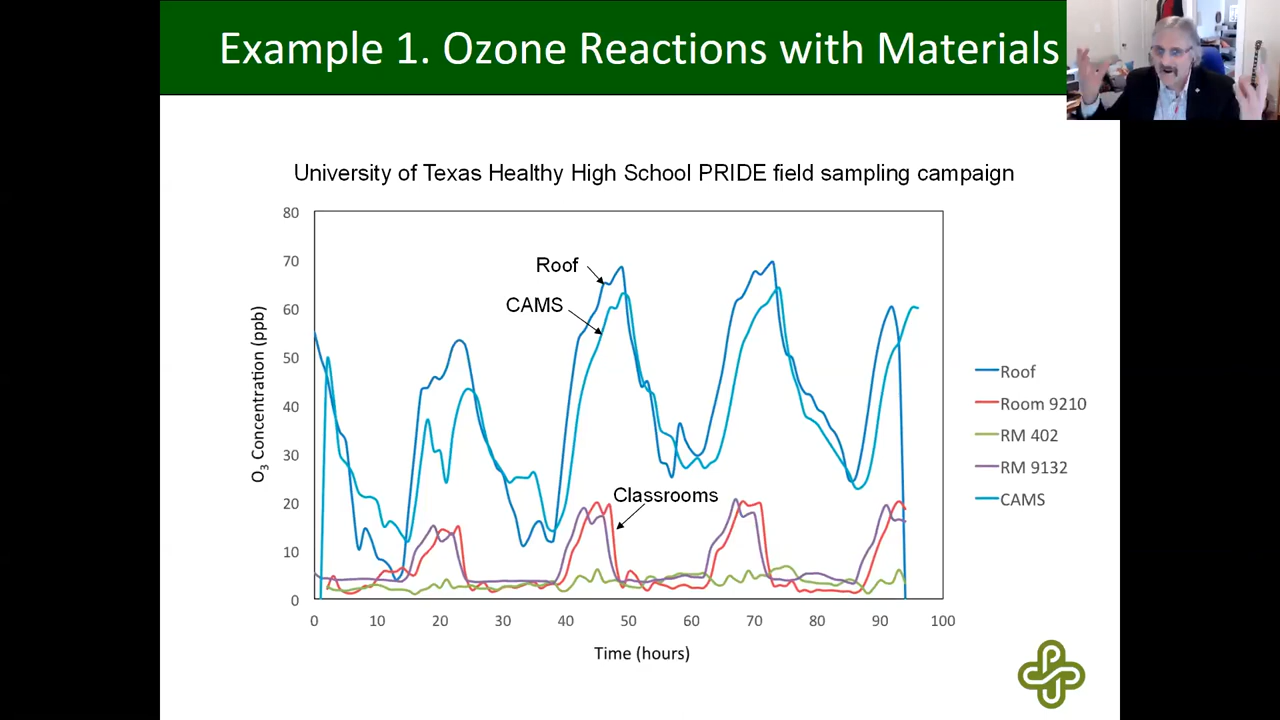 Example 1. Ozone Reactions with Materials
University of Texas Healthy High School PRIDE field sampling campaign
80
70
60
50
40
30
20
10
0
O3 Concentration (ppb)
Roof
CAMS
Classrooms
Roof
Room 9210
RM 402
RM 9132
CAMS
0 10 20 30 40 50 60 70 80 90 100
Time (hours)